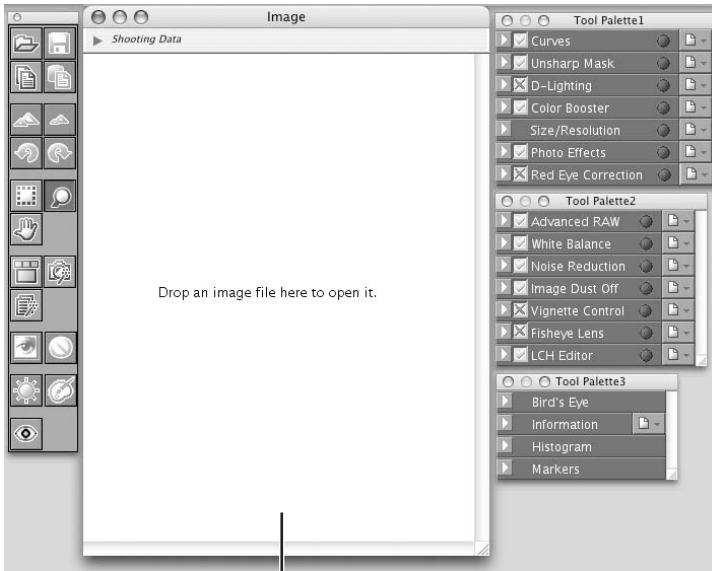 Image
Shooting Data
Drop an image file here to open it.
Tool Palette1
Curves
Unsharp Mask
D-Lighting
Color Booster
Size/Resolution
Photo Effects
Red Eye Correction
Tool Palette2
Advanced RAW
White Balance
Noise Reduction
Image Dust Off
Vignette Control
Fisheye Lens
LCH Editor
Tool Palette3
Bird's Eye
Information
Histogram
Markers